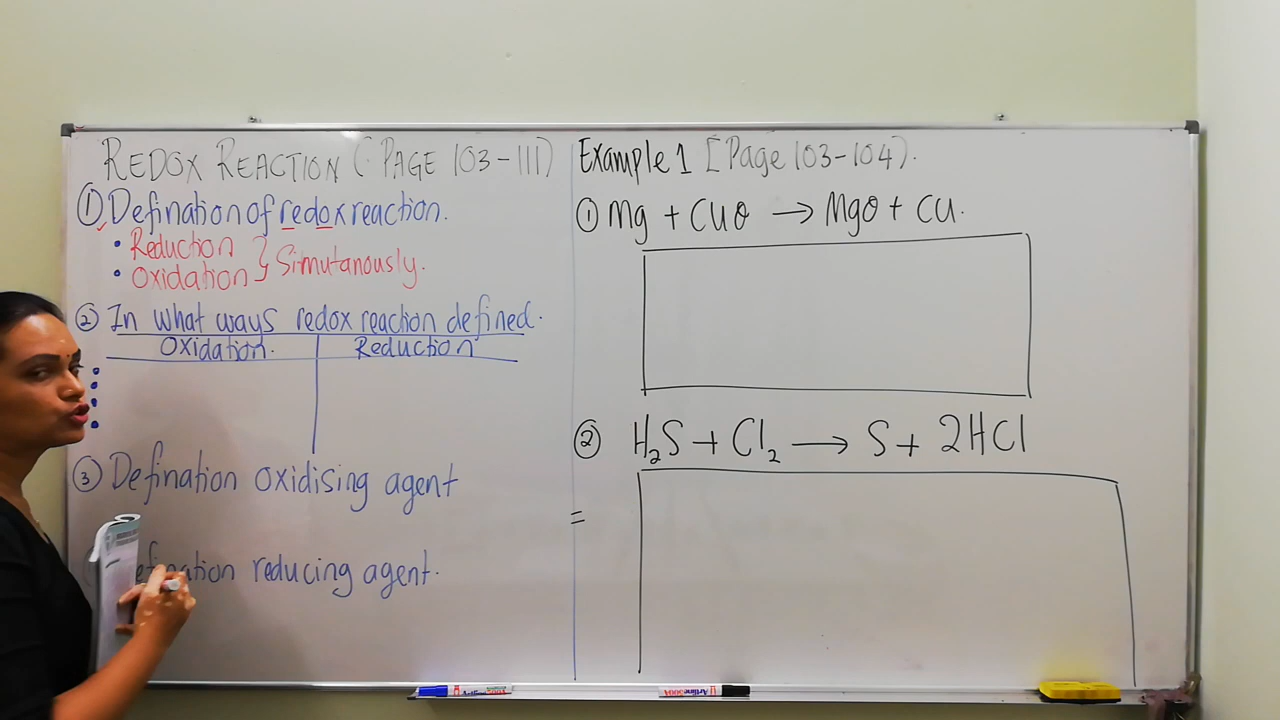 REDOX REACTION (PAGE 103-111)
① Defination of redox reaction.
• Reduction
• Oxidation } Simutanously.
② In what ways redox reaction defined.
Oxidation. Reduction
③ Defination oxidising agent
efination reducing agent.
Example 1 [Page 103-104).
① Mg + CuO → MgO + Cu.
② H₂S + Cl₂ → S + 2HCl
=
Artline 500A